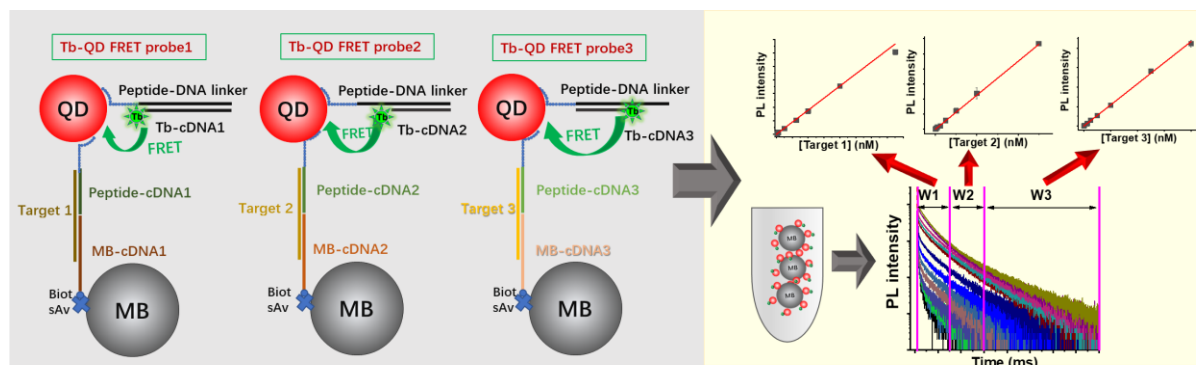 Tb-QD FRET probe1
QD
Peptide-DNA linker
Tb
Tb-cDNA1
FRET
Peptide-cDNA1
Target 1
MB-cDNA1
Biot
sAv
MB
Tb-QD FRET probe2
QD
Peptide-DNA linker
Tb
FRET
Tb-cDNA2
Peptide-cDNA2
Target 2
MB-cDNA2
Biot
sAv
MB
Tb-QD FRET probe3
QD
Peptide-DNA linker
Tb
FRET
Tb-cDNA3
Peptide-cDNA3
Target 3
MB-cDNA3
Biot
sAv
MB
PL intensity
[Target 1] (nM)
PL intensity
[Target 2] (nM)
PL intensity
[Target 3] (nM)
MB
MB
MB
W1
W2
W3
PL intensity
Time (ms)